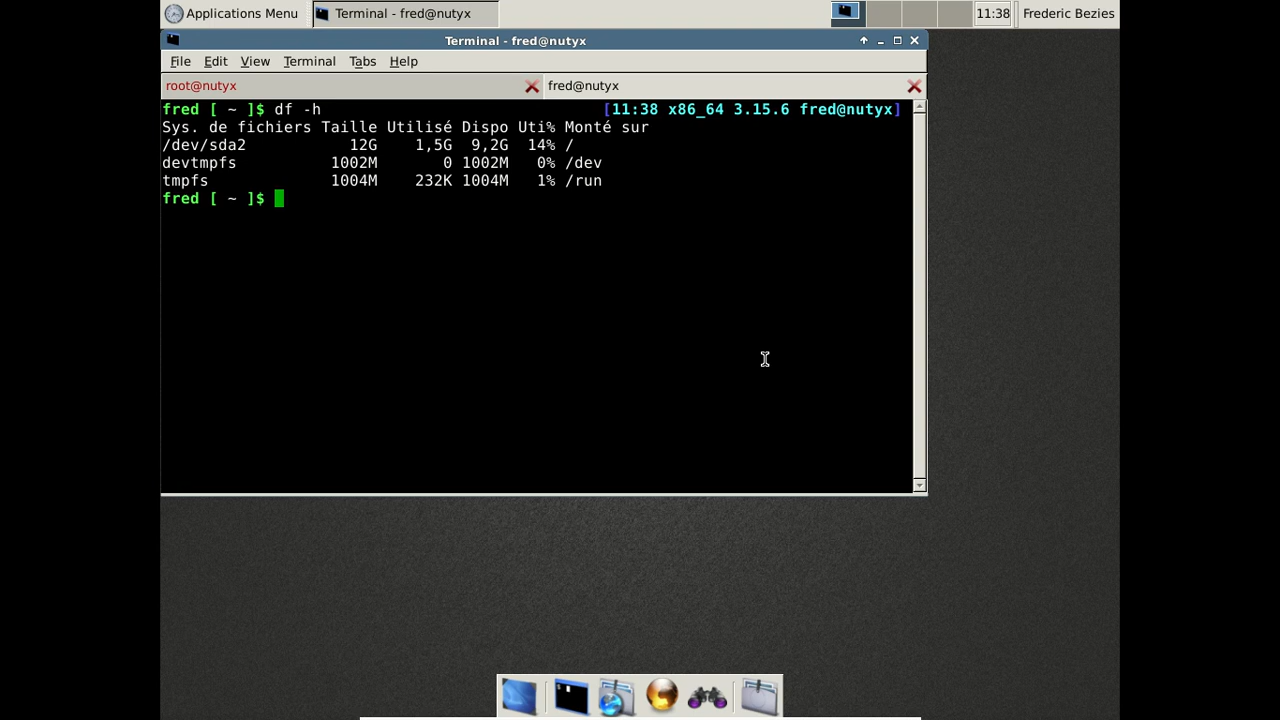 Applications Menu Terminal - fred@nutyx 11:38 Frederic Bezies
Terminal - fred@nutyx
File Edit View Terminal Tabs Help
root@nutyx fred@nutyx
fred [ ~ ]$ df -h [11:38 x86_64 3.15.6 fred@nutyx]
Sys. de fichiers Taille Utilisé Dispo Uti% Monté sur
/dev/sda2 12G 1,5G 9,2G 14% /
devtmpfs 1002M 0 1002M 0% /dev
tmpfs 1004M 232K 1004M 1% /run
fred [ ~ ]$